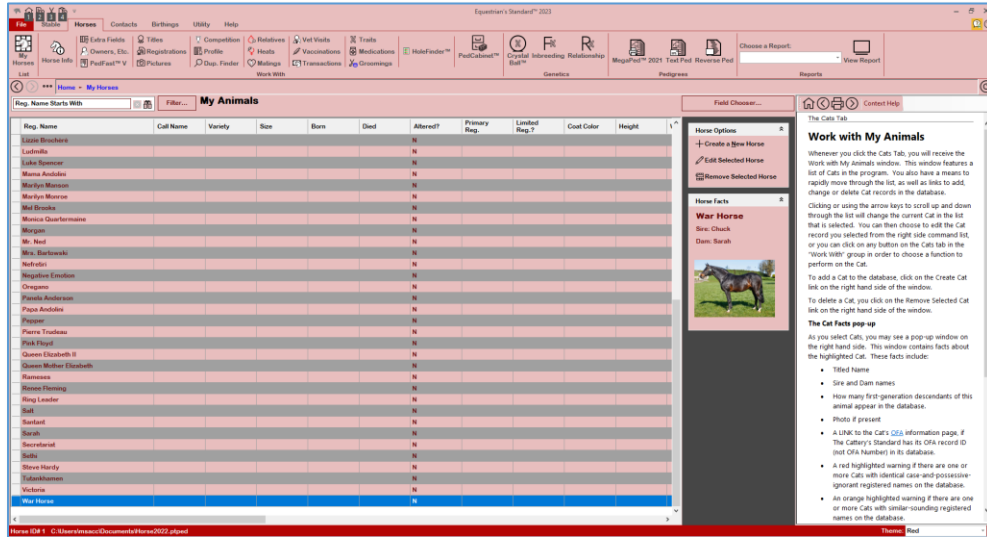 Equestrian's Standard™ 2023
File Stable Horses Contacts Birthings Utility Help
1 2 3 4
My Horses
Horse Info
Extra Fields Titles Competition Relatives Vet Visits Traits
Owners, Etc. Registrations Profile Heats Vaccinations Medications HoleFinder™
PedFast™ V Pictures Dup. Finder Matings Transactions Groomings
PedCabinet™
Crystal Ball™ Inbreeding Relationship
MegaPed™ 2021 Text Ped Reverse Ped
Choose a Report:
View Report
List Work With Genetics Pedigrees Reports
Home My Horses
Reg. Name Starts With Filter... My Animals Field Chooser... Context Help
Reg. Name Call Name Variety Size Born Died Altered? Primary Reg. Limited Reg.? Coat Color Height
Lizzie Brochéré N
Ludmilla N
Luke Spencer N
Mama Andolini N
Marilyn Manson N
Marilyn Monroe N
Mel Brooks N
Monica Quartermaine N
Morgan N
Mr. Ned N
Mrs. Bartowski N
Nefretiri N
Negative Emotion N
Oregano N
Pamela Anderson N
Papa Andolini N
Pepper N
Pierre Trudeau N
Pink Floyd N
Queen Elizabeth II N
Queen Mother Elizabeth N
Rameses N
Renee Fleming N
Ring Leader N
Salt N
Santant N
Sarah N
Secretariat N
Sethi N
Steve Hardy N
Tutankhamen N
Victoria N
War Horse N
Horse Options
Create a New Horse
Edit Selected Horse
Remove Selected Horse
Horse Facts
War Horse
Sire: Chuck
Dam: Sarah
The Cats Tab
Work with My Animals
Whenever you click the Cats Tab, you will receive the
Work with My Animals window. This window features a
list of Cats in the program. You also have a means to
rapidly move through the list, as well as links to add,
change or delete Cat records in the database.
Clicking or using the arrow keys to scroll up and down
through the list will change the current Cat in the list
that is selected. You can then choose to edit the Cat
record you selected from the right side command list,
or you can click on any button on the Cats tab in the
"Work With" group in order to choose a function to
perform on the Cat.
To add a Cat to the database, click on the Create Cat
link on the right hand side of the window.
To delete a Cat, you click on the Remove Selected Cat
link on the right hand side of the window.
The Cat Facts pop-up
As you select Cats, you may see a pop-up window on
the right hand side. This window contains facts about
the highlighted Cat. These facts include:
• Titled Name
• Sire and Dam names
• How many first-generation descendants of this
animal appear in the database.
• Photo if present
• A LINK to the Cat's OFA information page, if
The Cattery's Standard has its OFA record ID
(not OFA Number) in its database.
• A red highlighted warning if there are one or
more Cats with identical case-and-possessive-
ignorant registered names on the database.
• An orange highlighted warning if there are one
or more Cats with similar-sounding registered
names on the database.
Horse ID# 1 C:\Users\msacc\Documents\Horse2022.plped Theme: Red